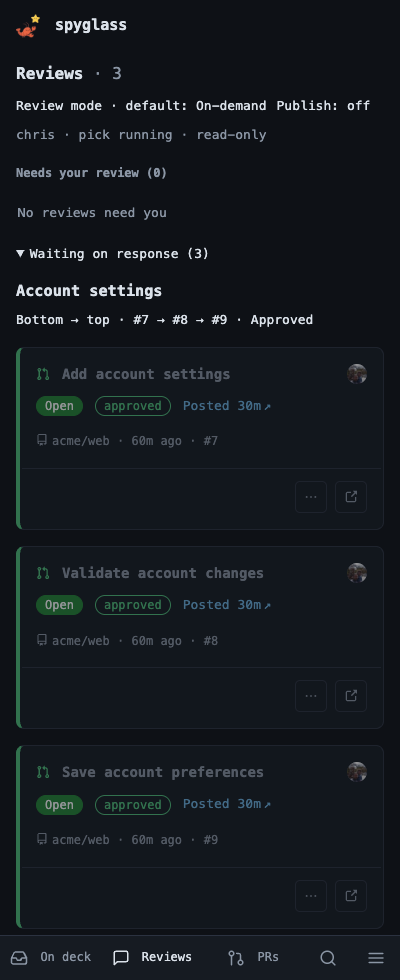 spyglass
Reviews · 3
Review mode · default: On-demand Publish: off
chris · pick running · read-only
Needs your review (0)
No reviews need you
▼ Waiting on response (3)
Account settings
Bottom → top · #7 → #8 → #9 · Approved
Add account settings
Open approved Posted 30m↗
acme/web · 60m ago · #7
···
Validate account changes
Open approved Posted 30m↗
acme/web · 60m ago · #8
···
Save account preferences
Open approved Posted 30m↗
acme/web · 60m ago · #9
···
On deck Reviews PRs